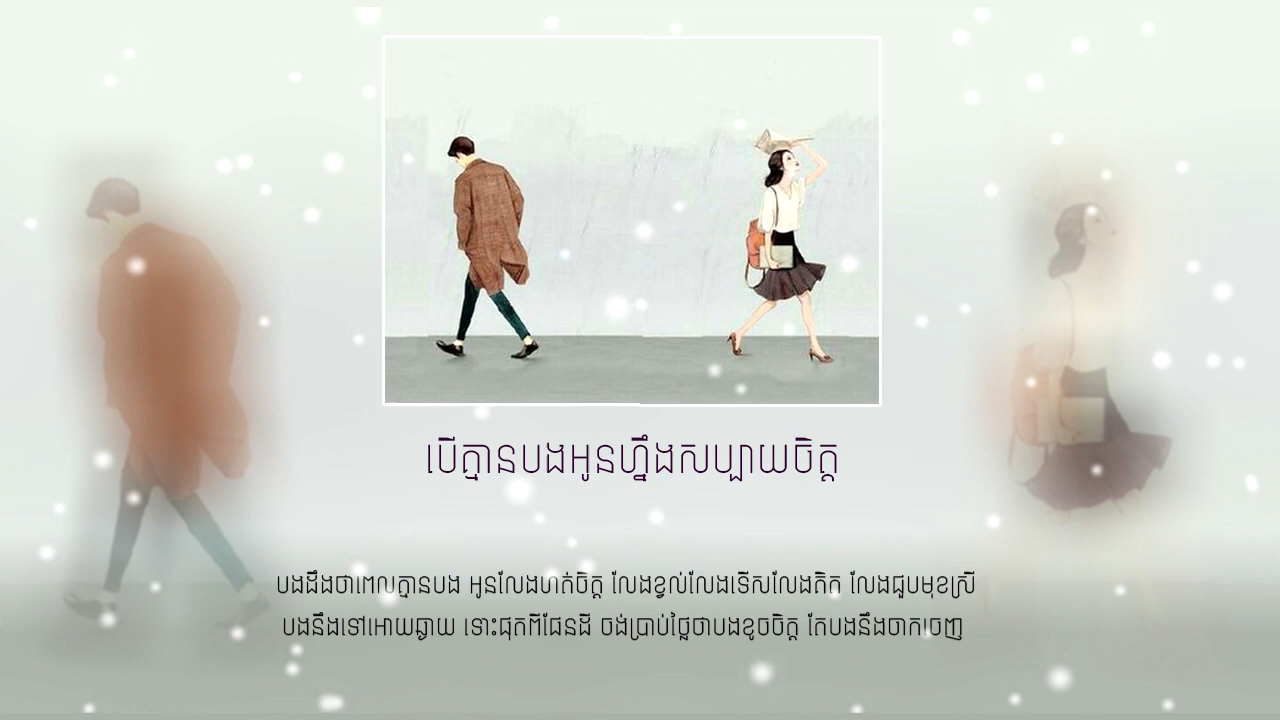 បើគ្មានបងអូនហ្នឹងសប្បាយចិត្ត
បងដឹងថាពេលគ្មានបង អូនលែងហត់ចិត្ត លែងខ្វល់លែងទើសលែងគិត លែងជួបមុខស្រី
បងនឹងទៅអោយឆ្ងាយ ទោះផុតពីផែនដី ចង់ប្រាប់ថ្លៃថាបងខូចចិត្ត តែបងនឹងចាកចេញ